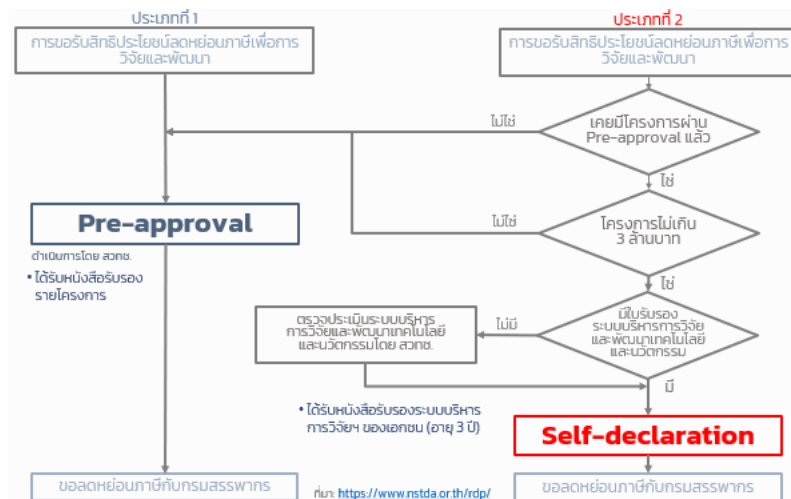 ประเภทที่ 1
การขอรับสิทธิประโยชน์ลดหย่อนภาษีเพื่อการ
วิจัยและพัฒนา
Pre-approval
ดำเนินการโดย สวทช.
• ได้รับหนังสือรับรอง
รายโครงการ
ขอลดหย่อนภาษีกับกรมสรรพากร
ประเภทที่ 2
การขอรับสิทธิประโยชน์ลดหย่อนภาษีเพื่อการ
วิจัยและพัฒนา
เคยมีโครงการผ่าน
Pre-approval แล้ว
ไม่ใช่
ใช่
โครงการไม่เกิน
3 ล้านบาท
ไม่ใช่
ใช่
มีใบรับรอง
ระบบบริหารการวิจัย
และพัฒนาเทคโนโลยี
และนวัตกรรม
ไม่มี
ตรวจประเมินระบบบริหาร
การวิจัยและพัฒนาเทคโนโลยี
และนวัตกรรมโดย สวทช.
มี
• ได้รับหนังสือรับรองระบบบริหาร
การวิจัยฯ ของเอกชน (อายุ 3 ปี)
Self-declaration
ขอลดหย่อนภาษีกับกรมสรรพากร
ที่มา: https://www.nstda.or.th/rdp/